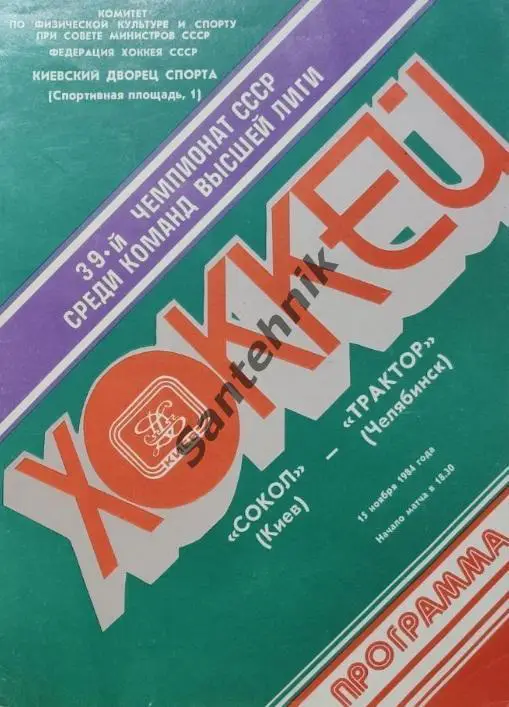 КОМИТЕТ
ПО ФИЗИЧЕСКОЙ КУЛЬТУРЕ И СПОРТУ
ПРИ СОВЕТЕ МИНИСТРОВ СССР
ФЕДЕРАЦИЯ ХОККЕЯ СССР
КИЕВСКИЙ ДВОРЕЦ СПОРТА
(Спортивная площадь, 1)
39-й ЧЕМПИОНАТ СССР
СРЕДИ КОМАНД ВЫСШЕЙ ЛИГИ
ХОККЕЙ
КИЕВ
«СОКОЛ» — «ТРАКТОР»
(Киев) (Челябинск)
15 ноября 1984 года
Начало матча в 18.30
ПРОГРАММА
Santehnik